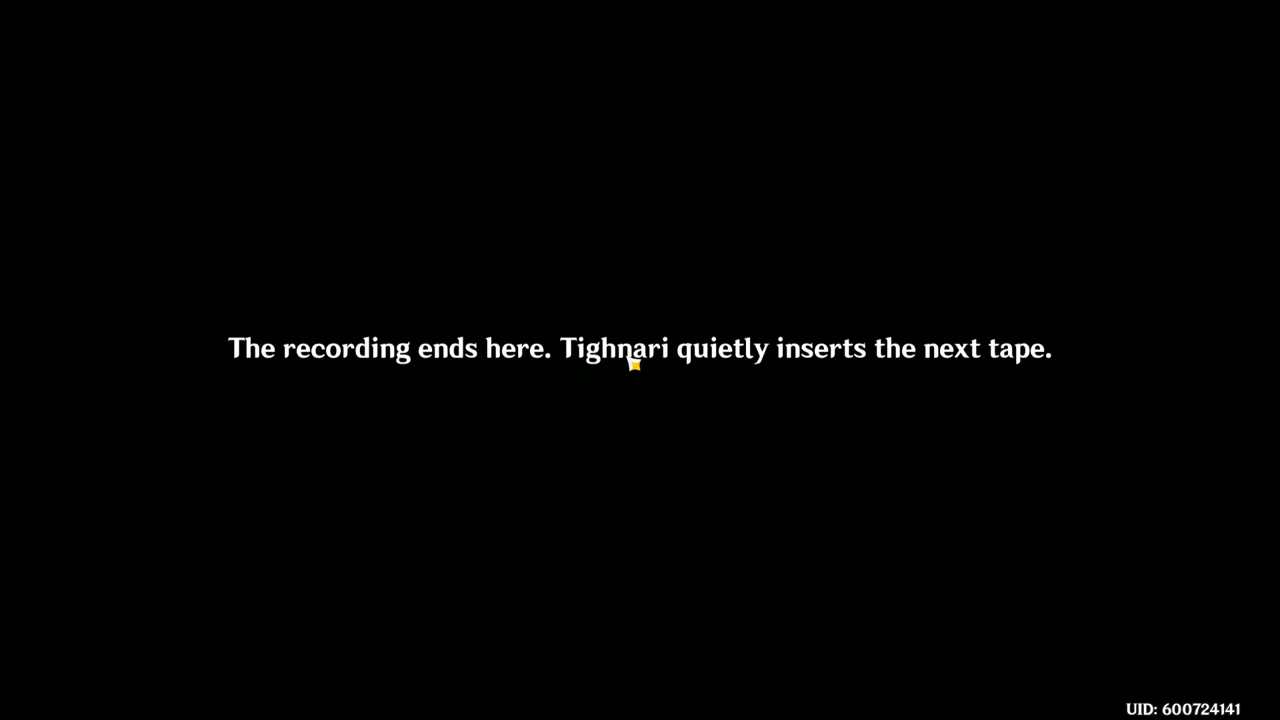 The recording ends here. Tighnari quietly inserts the next tape.
UID: 600724141